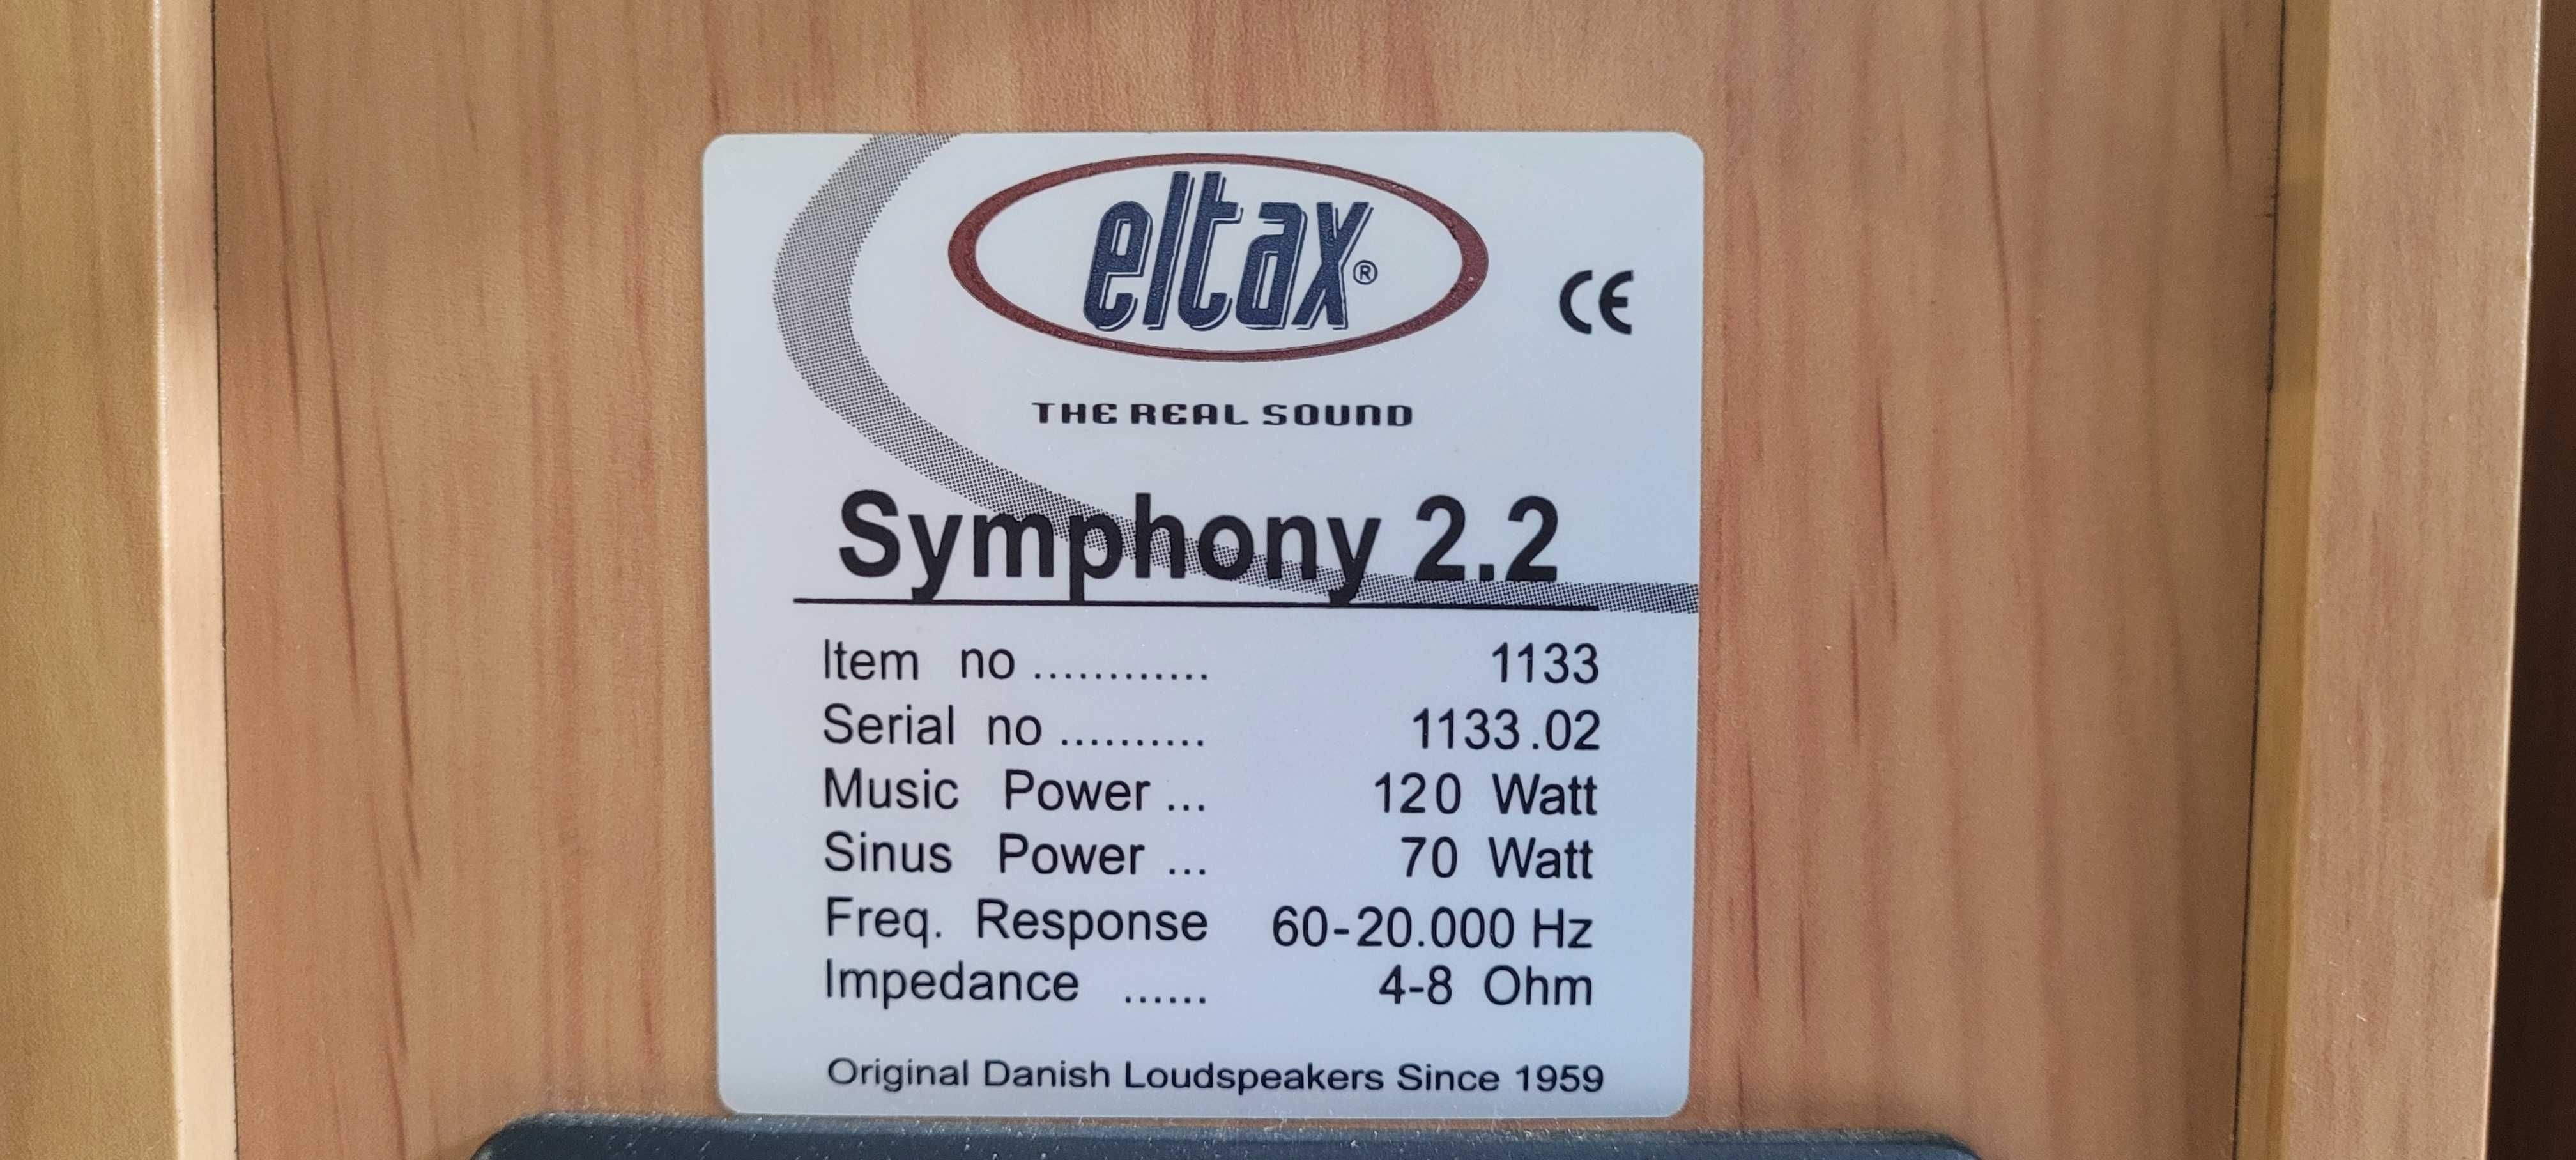 eltax®
CE
THE REAL SOUND
Symphony 2.2
Item no ............ 1133
Serial no .......... 1133.02
Music Power ... 120 Watt
Sinus Power ... 70 Watt
Freq. Response 60-20.000 Hz
Impedance ...... 4-8 Ohm
Original Danish Loudspeakers Since 1959